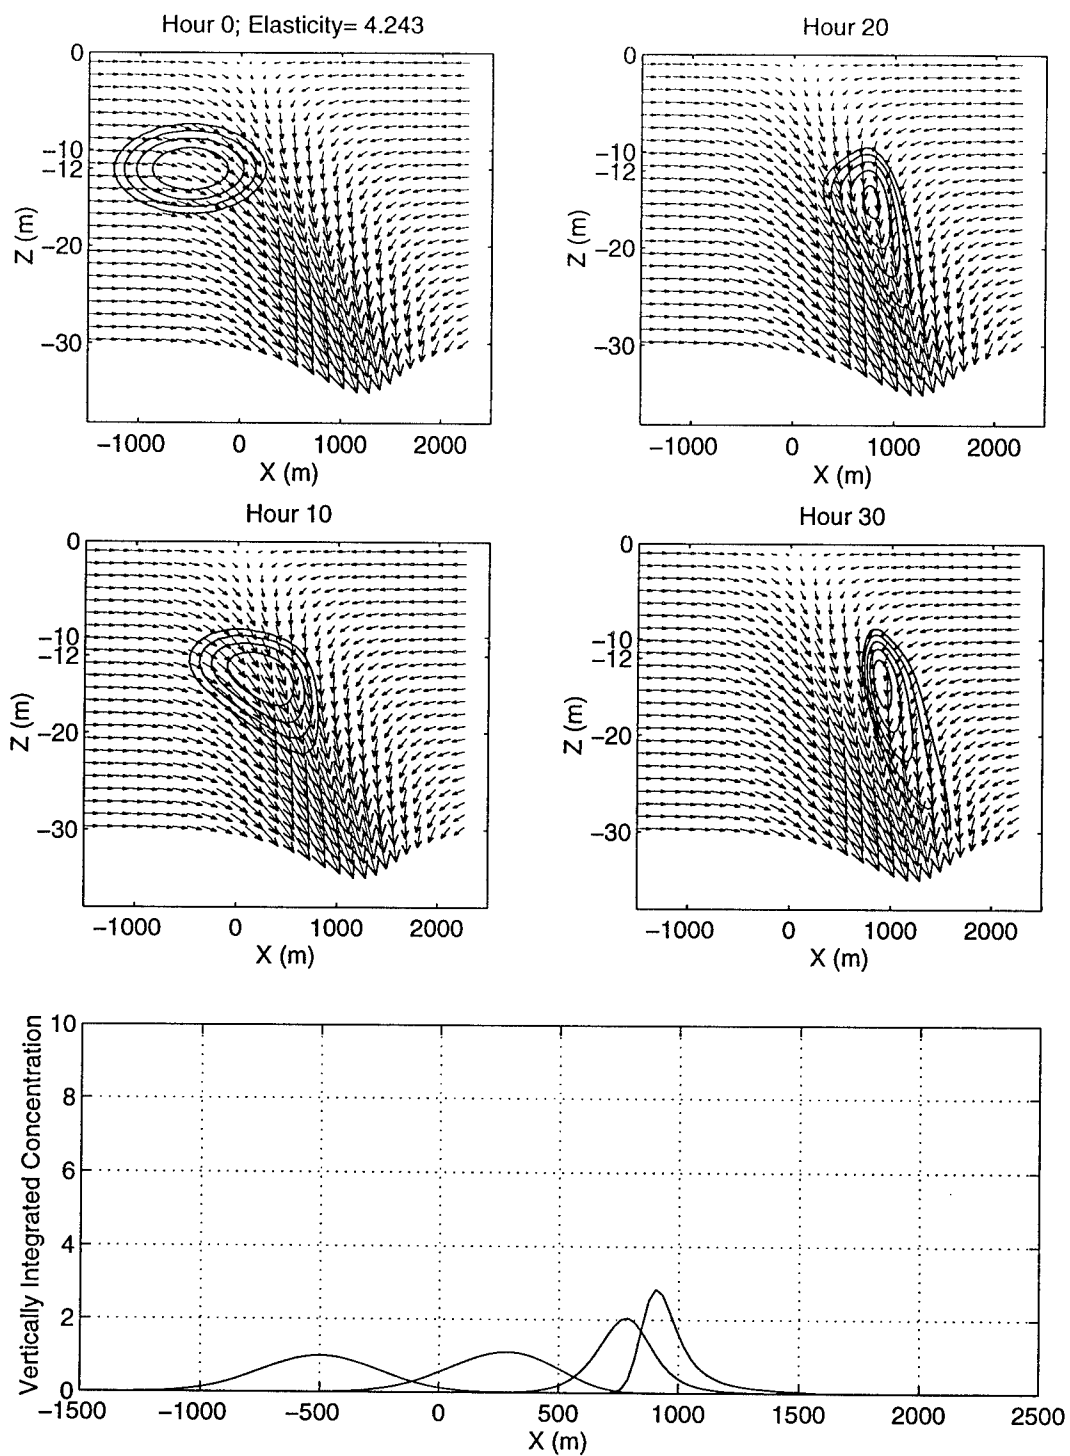 Hour 0; Elasticity= 4.243
0
−10
−12
−20
−30
Z (m)
−1000 0 1000 2000
X (m)
Hour 20
0
−10
−12
−20
−30
Z (m)
−1000 0 1000 2000
X (m)
Hour 10
0
−10
−12
−20
−30
Z (m)
−1000 0 1000 2000
X (m)
Hour 30
0
−10
−12
−20
−30
Z (m)
−1000 0 1000 2000
X (m)
Vertically Integrated Concentration
10
8
6
4
2
0
−1500 −1000 −500 0 500 1000 1500 2000 2500
X (m)